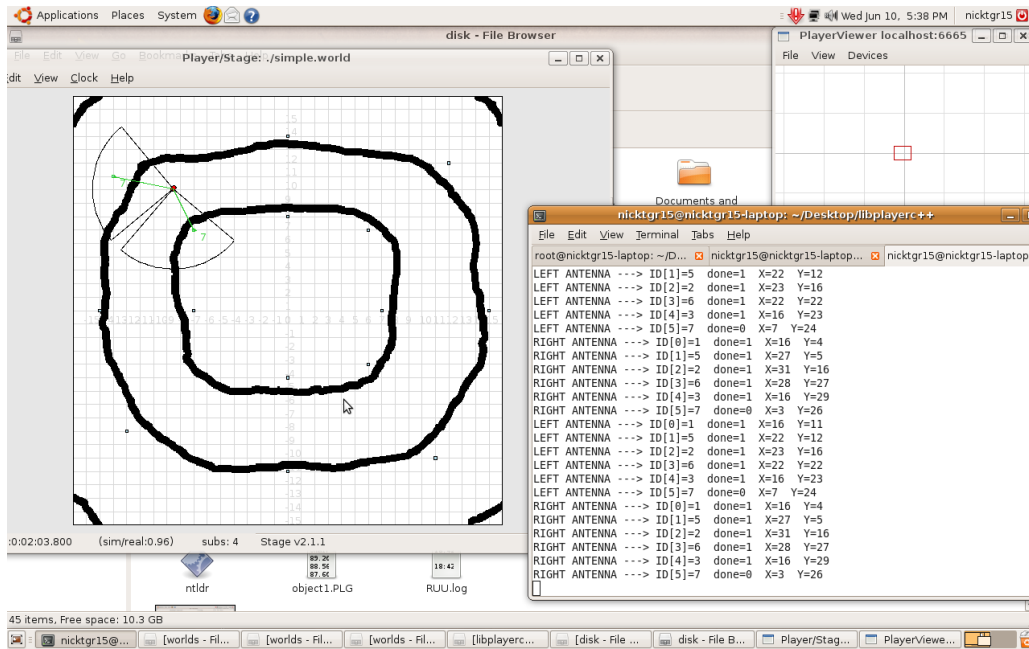 Applications Places System
Wed Jun 10, 5:38 PM nicktgr15
disk - File Browser
File Edit View Go Bookmarks Tabs Help
Player/Stage: ./simple.world
dit View Clock Help
7
7
:0:02:03.800 (sim/real:0.96) subs: 4 Stage v2.1.1
PlayerViewer localhost:6665
File View Devices
Documents and
nicktgr15@nicktgr15-laptop: ~/Desktop/libplayerc++
File Edit View Terminal Tabs Help
root@nicktgr15-laptop: ~/D... nicktgr15@nicktgr15-laptop... nicktgr15@nicktgr15-laptop
LEFT ANTENNA ---> ID[1]=5 done=1 X=22 Y=12
LEFT ANTENNA ---> ID[2]=2 done=1 X=23 Y=16
LEFT ANTENNA ---> ID[3]=6 done=1 X=22 Y=22
LEFT ANTENNA ---> ID[4]=3 done=1 X=16 Y=23
LEFT ANTENNA ---> ID[5]=7 done=0 X=7 Y=24
RIGHT ANTENNA ---> ID[0]=1 done=1 X=16 Y=4
RIGHT ANTENNA ---> ID[1]=5 done=1 X=27 Y=5
RIGHT ANTENNA ---> ID[2]=2 done=1 X=31 Y=16
RIGHT ANTENNA ---> ID[3]=6 done=1 X=28 Y=27
RIGHT ANTENNA ---> ID[4]=3 done=1 X=16 Y=29
RIGHT ANTENNA ---> ID[5]=7 done=0 X=3 Y=26
LEFT ANTENNA ---> ID[0]=1 done=1 X=16 Y=11
LEFT ANTENNA ---> ID[1]=5 done=1 X=22 Y=12
LEFT ANTENNA ---> ID[2]=2 done=1 X=23 Y=16
LEFT ANTENNA ---> ID[3]=6 done=1 X=22 Y=22
LEFT ANTENNA ---> ID[4]=3 done=1 X=16 Y=23
LEFT ANTENNA ---> ID[5]=7 done=0 X=7 Y=24
RIGHT ANTENNA ---> ID[0]=1 done=1 X=16 Y=4
RIGHT ANTENNA ---> ID[1]=5 done=1 X=27 Y=5
RIGHT ANTENNA ---> ID[2]=2 done=1 X=31 Y=16
RIGHT ANTENNA ---> ID[3]=6 done=1 X=28 Y=27
RIGHT ANTENNA ---> ID[4]=3 done=1 X=16 Y=29
RIGHT ANTENNA ---> ID[5]=7 done=0 X=3 Y=26
89.20
88.56
87.60
18:42
ntldr object1.PLG RUU.log
45 items, Free space: 10.3 GB
nicktgr15@... [worlds - Fil... [worlds - Fil... [worlds - Fil... [libplayerc... [disk - File ... disk - File B... Player/Stag... PlayerViewe...